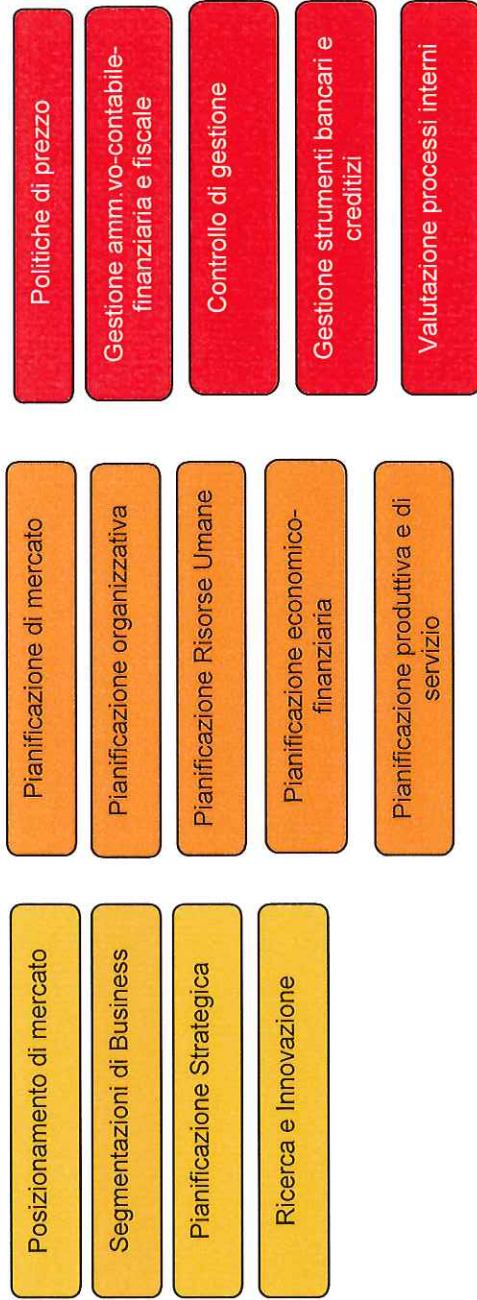 Posizionamento di mercato
Segmentazioni di Business
Pianificazione Strategica
Ricerca e Innovazione
Pianificazione di mercato
Pianificazione organizzativa
Pianificazione Risorse Umane
Pianificazione economico-
finanziaria
Pianificazione produttiva e di
servizio
Politiche di prezzo
Gestione amm.vo-contabile-
finanziaria e fiscale
Controllo di gestione
Gestione strumenti bancari e
creditizi
Valutazione processi interni